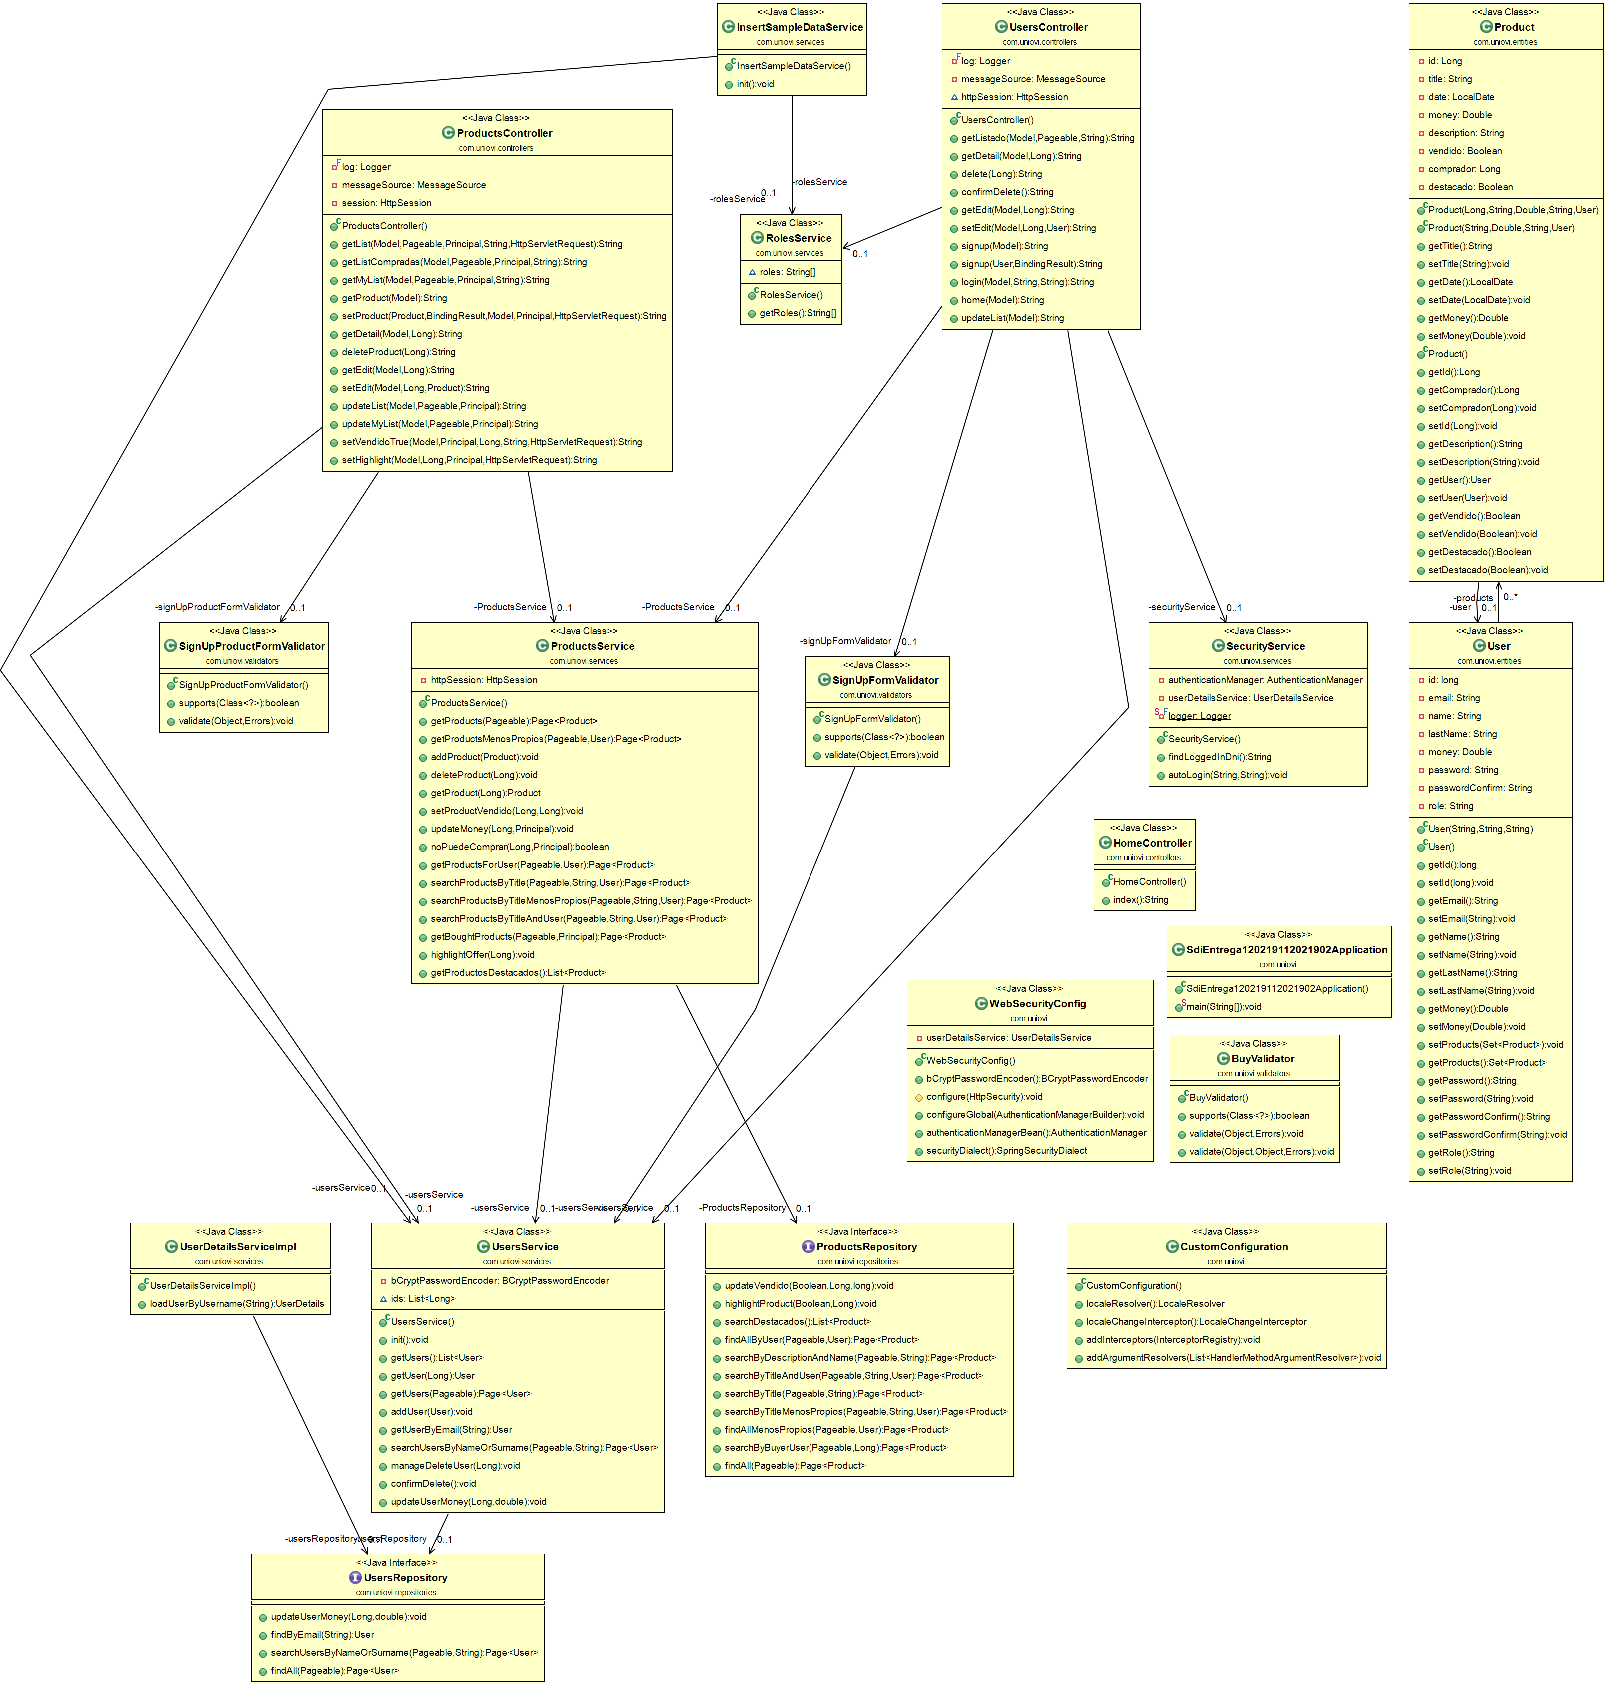 <<Java Class>>
InsertSampleDataService
com.uniovi.services
InsertSampleDataService()
init():void
<<Java Class>>
UsersController
com.uniovi.controllers
log: Logger
messageSource: MessageSource
httpSession: HttpSession
UsersController()
getListado(Model,Pageable,String):String
getDetail(Model,Long):String
delete(Long):String
confirmDelete():String
getEdit(Model,Long):String
setEdit(Model,Long,User):String
signup(Model):String
signup(User,BindingResult):String
login(Model,String,String):String
home(Model):String
updateList(Model):String
<<Java Class>>
Product
com.uniovi.entities
id: Long
title: String
date: LocalDate
money: Double
description: String
vendido: Boolean
comprador: Long
destacado: Boolean
Product(Long,String,Double,String,User)
Product(String,Double,String,User)
getTitle():String
setTitle(String):void
getDate():LocalDate
setDate(LocalDate):void
getMoney():Double
setMoney(Double):void
Product()
getId():Long
getComprador():Long
setComprador(Long):void
setId(Long):void
getDescription():String
setDescription(String):void
getUser():User
setUser(User):void
getVendido():Boolean
setVendido(Boolean):void
getDestacado():Boolean
setDestacado(Boolean):void
<<Java Class>>
ProductsController
com.uniovi.controllers
log: Logger
messageSource: MessageSource
session: HttpSession
ProductsController()
getList(Model,Pageable,Principal,String,HttpServletRequest):String
getListCompradas(Model,Pageable,Principal,String):String
getMyList(Model,Pageable,Principal,String):String
getProduct(Model):String
setProduct(Product,BindingResult,Model,Principal,HttpServletRequest):String
getDetail(Model,Long):String
deleteProduct(Long):String
getEdit(Model,Long):String
setEdit(Model,Long,Product):String
updateList(Model,Pageable,Principal):String
updateMyList(Model,Pageable,Principal):String
setVendidoTrue(Model,Principal,Long,String,HttpServletRequest):String
setHighlight(Model,Long,Principal,HttpServletRequest):String
-rolesService
0..1
-rolesService
0..1
<<Java Class>>
RolesService
com.uniovi.services
roles: String[]
RolesService()
getRoles():String[]
-signUpProductFormValidator 0..1
-ProductsService 0..1
-ProductsService 0..1
-signUpFormValidator 0..1
-securityService 0..1
-products 0..*
-user 0..1
<<Java Class>>
SignUpProductFormValidator
com.uniovi.validators
SignUpProductFormValidator()
supports(Class<?>):boolean
validate(Object,Errors):void
<<Java Class>>
ProductsService
com.uniovi.services
httpSession: HttpSession
ProductsService()
getProducts(Pageable):Page<Product>
getProductsMenosPropios(Pageable,User):Page<Product>
addProduct(Product):void
deleteProduct(Long):void
getProduct(Long):Product
setProductVendido(Long,Long):void
updateMoney(Long,Principal):void
noPuedeComprar(Long,Principal):boolean
getProductsForUser(Pageable,User):Page<Product>
searchProductsByTitle(Pageable,String,User):Page<Product>
searchProductsByTitleMenosPropios(Pageable,String,User):Page<Product>
searchProductsByTitleAndUser(Pageable,String,User):Page<Product>
getBoughtProducts(Pageable,Principal):Page<Product>
highlightOffer(Long):void
getProductosDestacados():List<Product>
<<Java Class>>
SignUpFormValidator
com.uniovi.validators
SignUpFormValidator()
supports(Class<?>):boolean
validate(Object,Errors):void
<<Java Class>>
SecurityService
com.uniovi.services
authenticationManager: AuthenticationManager
userDetailsService: UserDetailsService
logger: Logger
SecurityService()
findLoggedInDni():String
autoLogin(String,String):void
<<Java Class>>
User
com.uniovi.entities
id: long
email: String
name: String
lastName: String
money: Double
password: String
passwordConfirm: String
role: String
User(String,String,String)
User()
getId():long
setId(long):void
getEmail():String
setEmail(String):void
getName():String
setName(String):void
getLastName():String
setLastName(String):void
getMoney():Double
setMoney(Double):void
setProducts(Set<Product>):void
getProducts():Set<Product>
getPassword():String
setPassword(String):void
getPasswordConfirm():String
setPasswordConfirm(String):void
getRole():String
setRole(String):void
<<Java Class>>
HomeController
com.uniovi.controllers
HomeController()
index():String
<<Java Class>>
SdiEntrega120219112021902Application
com.uniovi
SdiEntrega120219112021902Application()
main(String[]):void
<<Java Class>>
WebSecurityConfig
com.uniovi
userDetailsService: UserDetailsService
WebSecurityConfig()
bCryptPasswordEncoder():BCryptPasswordEncoder
configure(HttpSecurity):void
configureGlobal(AuthenticationManagerBuilder):void
authenticationManagerBean():AuthenticationManager
securityDialect():SpringSecurityDialect
<<Java Class>>
BuyValidator
com.uniovi.validators
BuyValidator()
supports(Class<?>):boolean
validate(Object,Errors):void
validate(Object,Object,Errors):void
-usersService 0..1
-usersService 0..1
-usersService 0..1
-usersService
-usersService 0..1
-ProductsRepository 0..1
<<Java Class>>
UserDetailsServiceImpl
com.uniovi.services
UserDetailsServiceImpl()
loadUserByUsername(String):UserDetails
<<Java Class>>
UsersService
com.uniovi.services
bCryptPasswordEncoder: BCryptPasswordEncoder
ids: List<Long>
UsersService()
init():void
getUsers():List<User>
getUser(Long):User
getUsers(Pageable):Page<User>
addUser(User):void
getUserByEmail(String):User
searchUsersByNameOrSurname(Pageable,String):Page<User>
manageDeleteUser(Long):void
confirmDelete():void
updateUserMoney(Long,double):void
<<Java Interface>>
ProductsRepository
com.uniovi.repositories
updateVendido(Boolean,Long,long):void
highlightProduct(Boolean,Long):void
searchDestacados():List<Product>
findAllByUser(Pageable,User):Page<Product>
searchByDescriptionAndName(Pageable,String):Page<Product>
searchByTitleAndUser(Pageable,String,User):Page<Product>
searchByTitle(Pageable,String):Page<Product>
searchByTitleMenosPropios(Pageable,String,User):Page<Product>
findAllMenosPropios(Pageable,User):Page<Product>
searchByBuyerUser(Pageable,Long):Page<Product>
findAll(Pageable):Page<Product>
<<Java Class>>
CustomConfiguration
com.uniovi
CustomConfiguration()
localeResolver():LocaleResolver
localeChangeInterceptor():LocaleChangeInterceptor
addInterceptors(InterceptorRegistry):void
addArgumentResolvers(List<HandlerMethodArgumentResolver>):void
-usersRepository 0..1
-usersRepository 0..1
<<Java Interface>>
UsersRepository
com.uniovi.repositories
updateUserMoney(Long,double):void
findByEmail(String):User
searchUsersByNameOrSurname(Pageable,String):Page<User>
findAll(Pageable):Page<User>